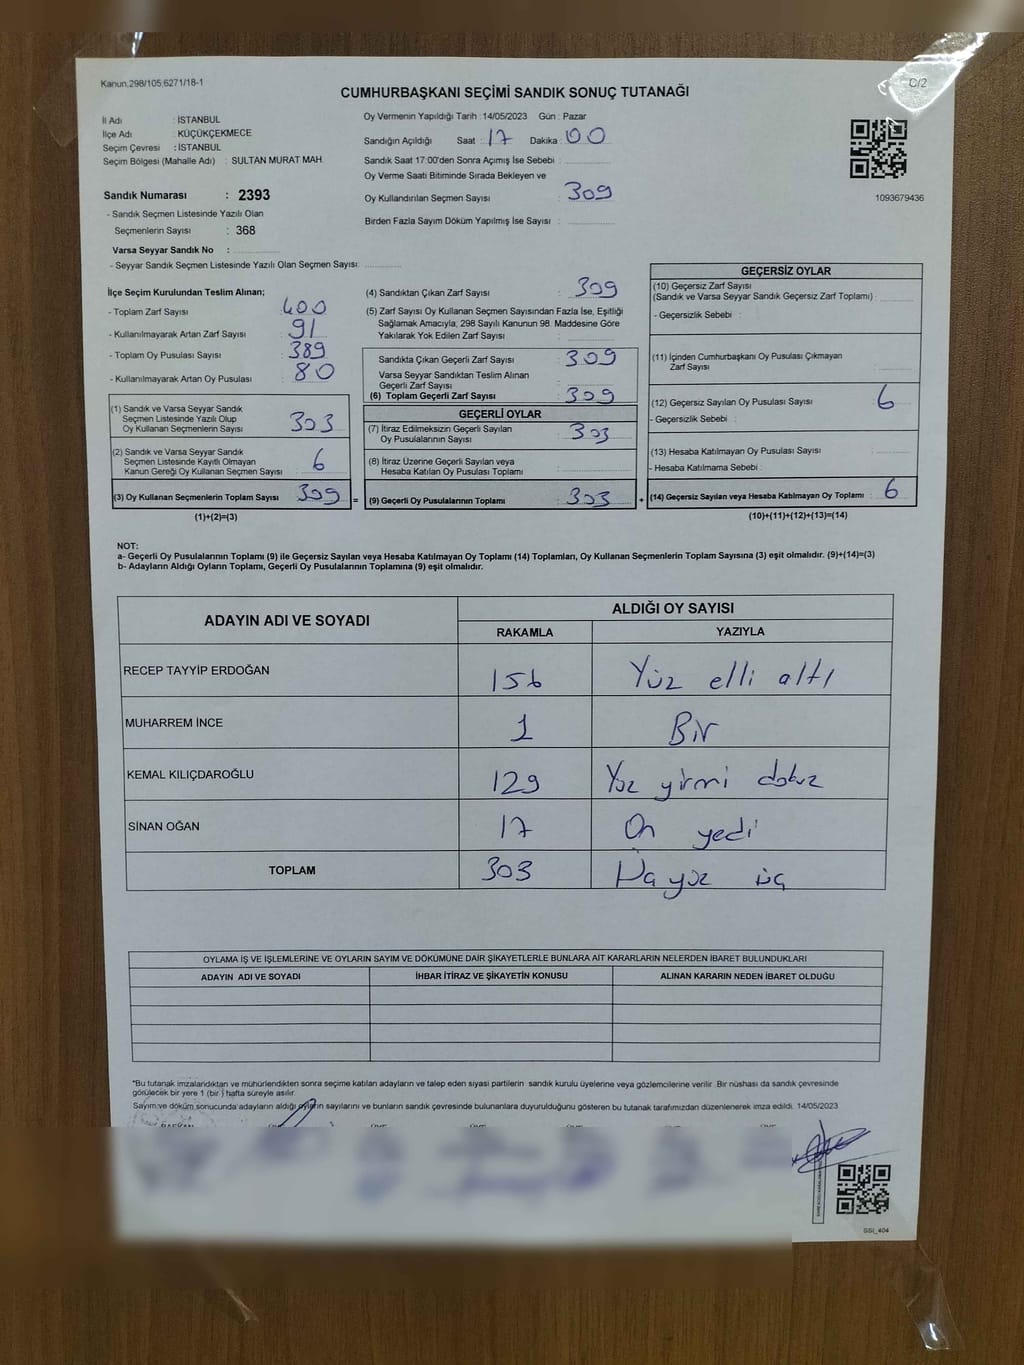 Kanun.298/105,6271/18-1
C/2
CUMHURBAŞKANI SEÇİMİ SANDIK SONUÇ TUTANAĞI
İl Adı : İSTANBUL
İlçe Adı : KÜÇÜKÇEKMECE
Seçim Çevresi : İSTANBUL
Seçim Bölgesi (Mahalle Adı) : SULTAN MURAT MAH.
Sandık Numarası : 2393
- Sandık Seçmen Listesinde Yazılı Olan
Seçmenlerin Sayısı : 368
Varsa Seyyar Sandık No :
- Seyyar Sandık Seçmen Listesinde Yazılı Olan Seçmen Sayısı:
Oy Vermenin Yapıldığı Tarih : 14/05/2023 Gün : Pazar
Sandığın Açıldığı Saat : 17 Dakika : 00
Sandık Saat 17:00'den Sonra Açımış İse Sebebi :
Oy Verme Saati Bitiminde Sırada Bekleyen ve
Oy Kullandırılan Seçmen Sayısı : 309
Birden Fazla Sayım Döküm Yapılmış İse Sayısı :
1093679436
İlçe Seçim Kurulundan Teslim Alınan;
- Toplam Zarf Sayısı : 400
- Kullanılmayarak Artan Zarf Sayısı : 91
- Toplam Oy Pusulası Sayısı : 389
- Kullanılmayarak Artan Oy Pusulası : 80
(1) Sandık ve Varsa Seyyar Sandık
Seçmen Listesinde Yazılı Olup
Oy Kullanan Seçmenlerin Sayısı : 303
(2) Sandık ve Varsa Seyyar Sandık
Seçmen Listesinde Kayıtlı Olmayan
Kanun Gereği Oy Kullanan Seçmen Sayısı : 6
(3) Oy Kullanan Seçmenlerin Toplam Sayısı : 309 =
(1)+(2)=(3)
(4) Sandıktan Çıkan Zarf Sayısı : 309
(5) Zarf Sayısı Oy Kullanan Seçmen Sayısından Fazla İse, Eşitliği
Sağlamak Amacıyla; 298 Sayılı Kanunun 98. Maddesine Göre
Yakılarak Yok Edilen Zarf Sayısı :
Sandıkta Çıkan Geçerli Zarf Sayısı : 309
Varsa Seyyar Sandıktan Teslim Alınan
Geçerli Zarf Sayısı :
(6) Toplam Geçerli Zarf Sayısı : 309
GEÇERLİ OYLAR
(7) İtiraz Edilmeksizin Geçerli Sayılan
Oy Pusulalarının Sayısı : 303
(8) İtiraz Üzerine Geçerli Sayılan veya
Hesaba Katılan Oy Pusulası Toplamı :
(9) Geçerli Oy Pusulalarının Toplamı : 303 +
GEÇERSİZ OYLAR
(10) Geçersiz Zarf Sayısı
(Sandık ve Varsa Seyyar Sandık Geçersiz Zarf Toplamı) :
- Geçersizlik Sebebi :
(11) İçinden Cumhurbaşkanı Oy Pusulası Çıkmayan
Zarf Sayısı :
(12) Geçersiz Sayılan Oy Pusulası Sayısı : 6
- Geçersizlik Sebebi :
(13) Hesaba Katılmayan Oy Pusulası Sayısı :
- Hesaba Katılmama Sebebi :
(14) Geçersiz Sayılan veya Hesaba Katılmayan Oy Toplamı : 6
(10)+(11)+(12)+(13)=(14)
NOT:
a- Geçerli Oy Pusulalarının Toplamı (9) ile Geçersiz Sayılan veya Hesaba Katılmayan Oy Toplamı (14) Toplamları, Oy Kullanan Seçmenlerin Toplam Sayısına (3) eşit olmalıdır. (9)+(14)=(3)
b- Adayların Aldığı Oyların Toplamı, Geçerli Oy Pusulalarının Toplamına (9) eşit olmalıdır.
ADAYIN ADI VE SOYADI
ALDIĞI OY SAYISI
RAKAMLA YAZIYLA
RECEP TAYYİP ERDOĞAN 156 Yüz elli altı
MUHARREM İNCE 1 Bir
KEMAL KILIÇDAROĞLU 129 Yüz yirmi dokuz
SİNAN OĞAN 17 On yedi
TOPLAM 303 yüz üç
OYLAMA İŞ VE İŞLEMLERİNE VE OYLARIN SAYIM VE DÖKÜMÜNE DAİR ŞİKAYETLERLE BUNLARA AİT KARARLARIN NELERDEN İBARET BULUNDUKLARI
ADAYIN ADI VE SOYADI İHBAR İTİRAZ VE ŞİKAYETİN KONUSU ALINAN KARARIN NEDEN İBARET OLDUĞU
*Bu tutanak imzalandıktan ve mühürlendikten sonra seçime katılan adayların ve talep eden siyasi partilerin sandık kurulu üyelerine veya gözlemcilerine verilir. Bir nüshası da sandık çevresinde
görülecek bir yere 1 (bir ) hafta süreyle asılır.
Sayım ve döküm sonucunda adayların aldığı oyların sayılarını ve bunların sandık çevresinde bulunanlara duyurulduğunu gösteren bu tutanak tarafımızdan düzenlenerek imza edildi. 14/05/2023
SSI_404